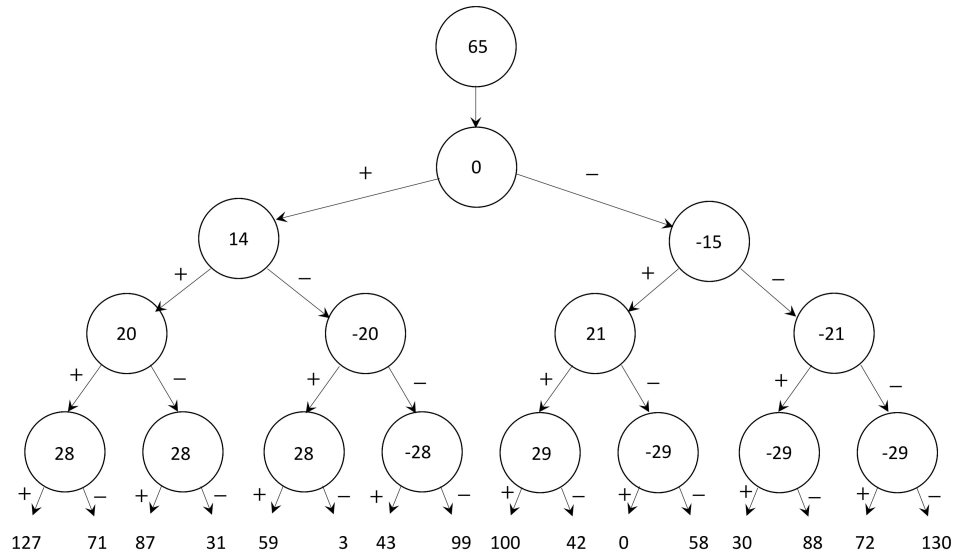 65
0
+ −
14 -15
+ − + −
20 -20 21 -21
+ − + − + − + −
28 28 28 -28 29 -29 -29 -29
+ − + − + − + − + − + − + − + −
127 71 87 31 59 3 43 99 100 42 0 58 30 88 72 130